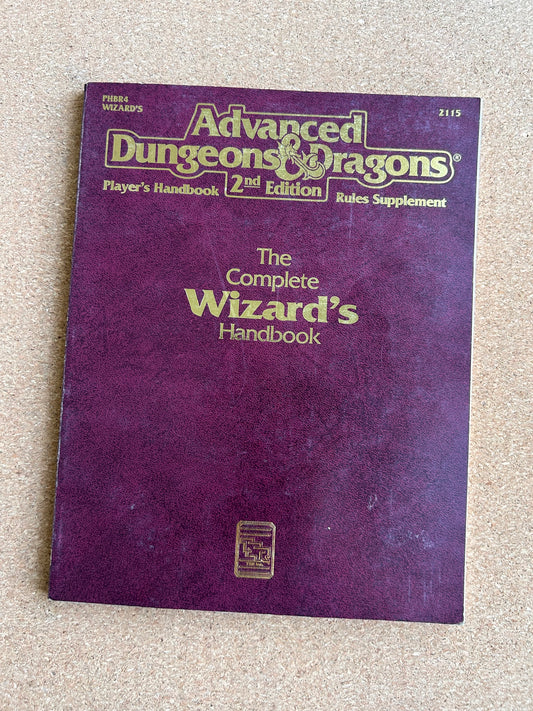 PHBR4
WIZARD'S
2115
Advanced
Dungeons & Dragons®
Player's Handbook 2nd Edition Rules Supplement
The
Complete
Wizard's
Handbook
TSR